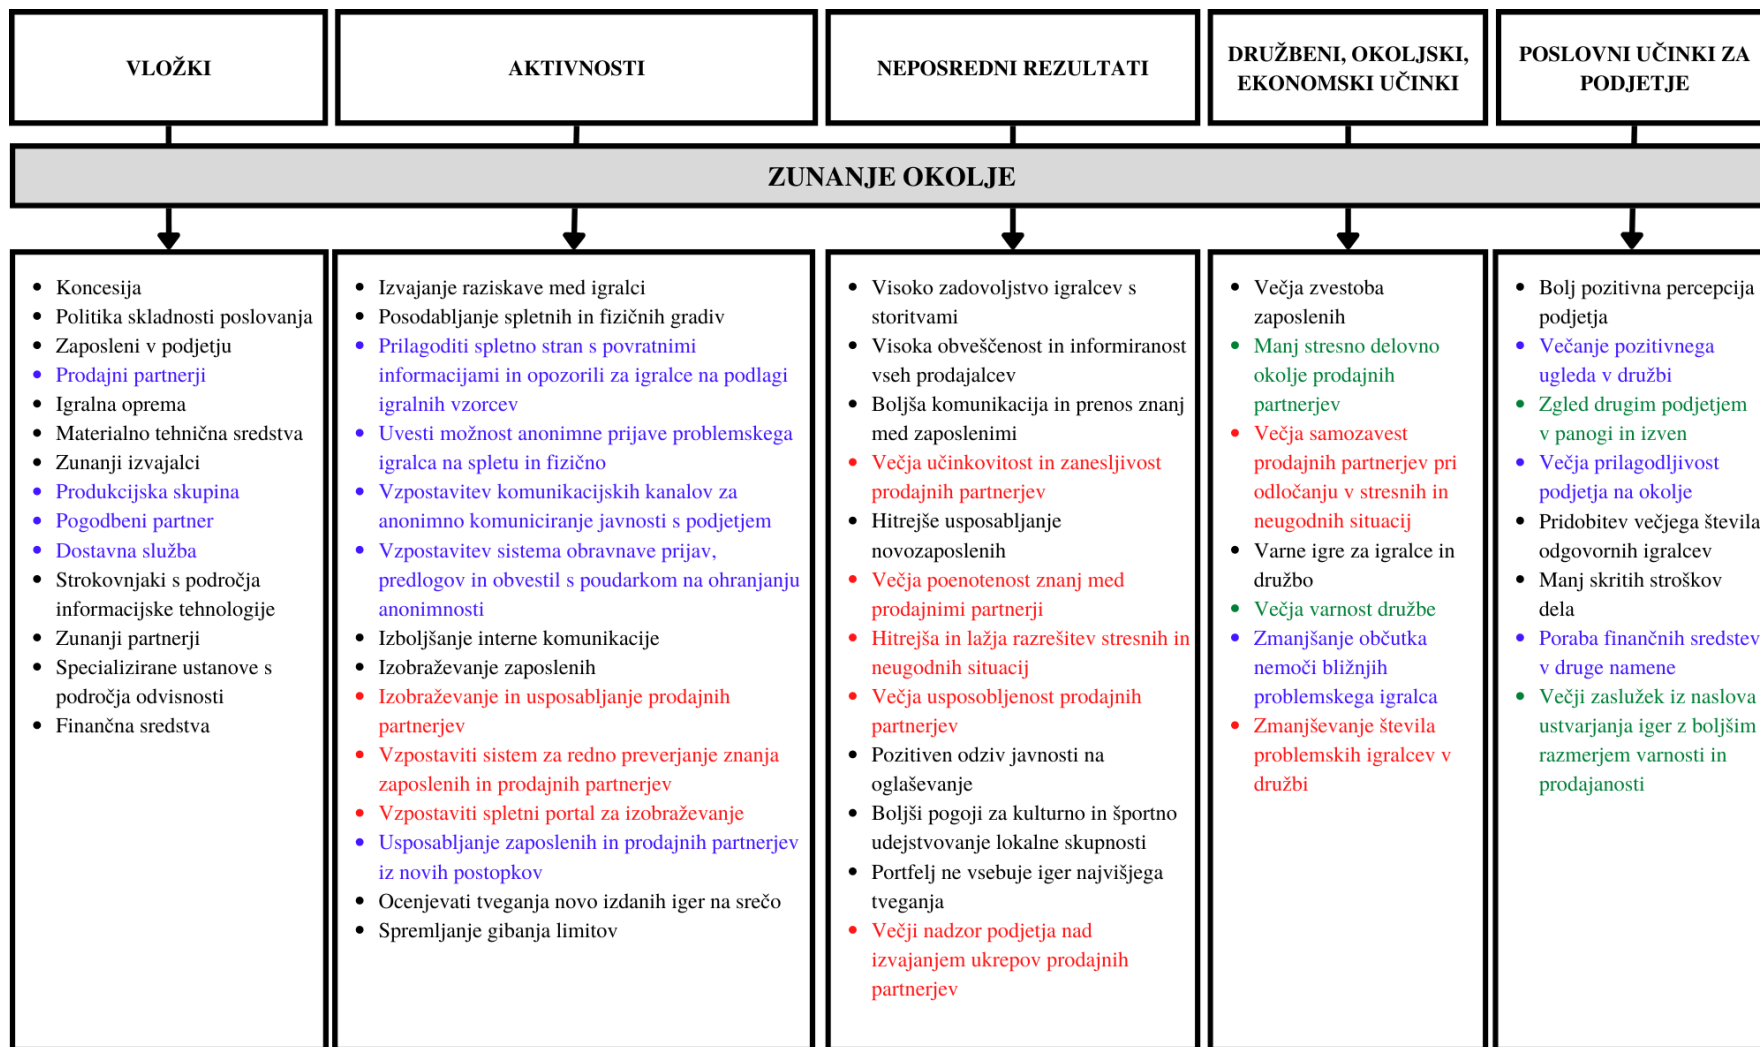 VLOŽKI
AKTIVNOSTI
NEPOSREDNI REZULTATI
DRUŽBENI, OKOLJSKI,
EKONOMSKI UČINKI
POSLOVNI UČINKI ZA
PODJETJE
ZUNANJE OKOLJE
Koncesija
Politika skladnosti poslovanja
Zaposleni v podjetju
Prodajni partnerji
Igralna oprema
Materialno tehnična sredstva
Zunanji izvajalci
Produkcijska skupina
Pogodbeni partner
Dostavna služba
Strokovnjaki s področja
informacijske tehnologije
Zunanji partnerji
Specializirane ustanove s
področja odvisnosti
Finančna sredstva
Izvajanje raziskave med igralci
Posodabljanje spletnih in fizičnih gradiv
Prilagoditi spletno stran s povratnimi
informacijami in opozorili za igralce na podlagi
igralnih vzorcev
Uvesti možnost anonimne prijave problemskega
igralca na spletu in fizično
Vzpostavitev komunikacijskih kanalov za
anonimno komuniciranje javnosti s podjetjem
Vzpostavitev sistema obravnave prijav,
predlogov in obvestil s poudarkom na ohranjanju
anonimnosti
Izboljšanje interne komunikacije
Izobraževanje zaposlenih
Izobraževanje in usposabljanje prodajnih
partnerjev
Vzpostaviti sistem za redno preverjanje znanja
zaposlenih in prodajnih partnerjev
Vzpostaviti spletni portal za izobraževanje
Usposabljanje zaposlenih in prodajnih partnerjev
iz novih postopkov
Ocenjevati tveganja novo izdanih iger na srečo
Spremljanje gibanja limitov
Visoko zadovoljstvo igralcev s
storitvami
Visoka obveščenost in informiranost
vseh prodajalcev
Boljša komunikacija in prenos znanj
med zaposlenimi
Večja učinkovitost in zanesljivost
prodajnih partnerjev
Hitrejše usposabljanje
novozaposlenih
Večja poenotenost znanj med
prodajnimi partnerji
Hitrejša in lažja razrešitev stresnih in
neugodnih situacij
Večja usposobljenost prodajnih
partnerjev
Pozitiven odziv javnosti na
oglaševanje
Boljši pogoji za kulturno in športno
udejstvovanje lokalne skupnosti
Portfelj ne vsebuje iger najvišjega
tveganja
Večji nadzor podjetja nad
izvajanjem ukrepov prodajnih
partnerjev
Večja zvestoba
zaposlenih
Manj stresno delovno
okolje prodajnih
partnerjev
Večja samozavest
prodajnih partnerjev pri
odločanju v stresnih in
neugodnih situacij
Varne igre za igralce in
družbo
Večja varnost družbe
Zmanjšanje občutka
nemoči bližnjih
problemskega igralca
Zmanjševanje števila
problemskih igralcev v
družbi
Bolj pozitivna percepcija
podjetja
Večanje pozitivnega
ugleda v družbi
Zgled drugim podjetjem
v panogi in izven
Večja prilagodljivost
podjetja na okolje
Pridobitev večjega števila
odgovornih igralcev
Manj skritih stroškov
dela
Poraba finančnih sredstev
v druge namene
Večji zaslužek iz naslova
ustvarjanja iger z boljšim
razmerjem varnosti in
prodajanosti